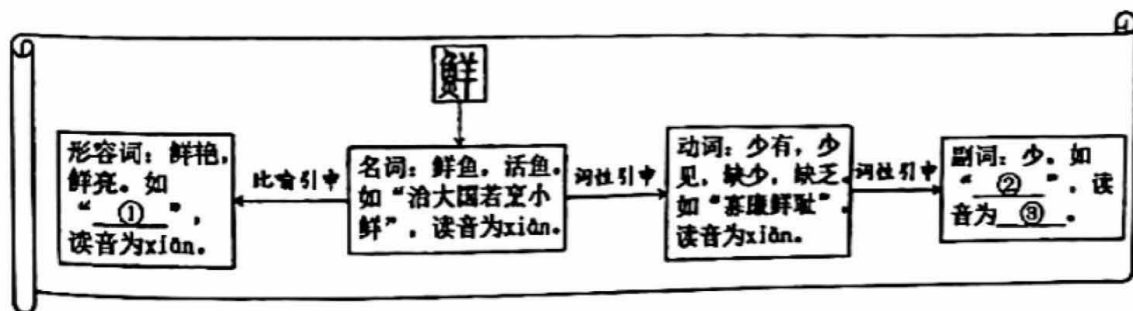 鲜
形容词：鲜艳，
鲜亮。如
“ ① ”，
读音为xiān。
比喻引申
名词：鲜鱼，活鱼。
如“治大国若烹小
鲜”，读音为xiān。
词性引申
动词：少有，少
见，缺少，缺乏。
如“寡廉鲜耻”，
读音为xiān。
词性引申
副词：少。如
“ ② ”，读
音为 ③ 。